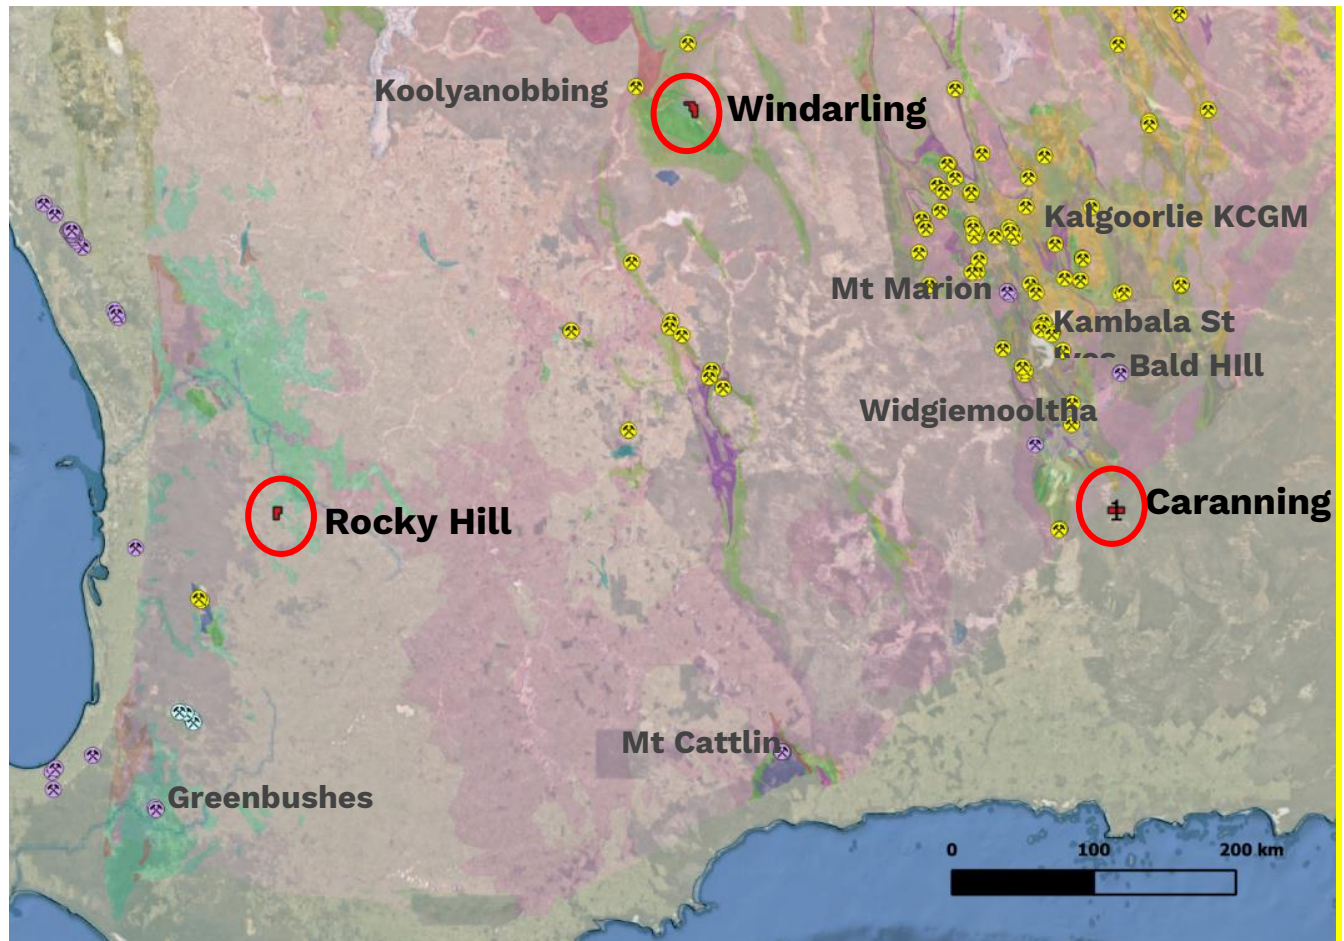 Koolyanobbing
Windarling
Kalgoorlie KCGM
Mt Marion
Kambala St
Ives
Bald HIll
Widgiemooltha
Rocky Hill
Caranning
Mt Cattlin
Greenbushes
0 100 200 km